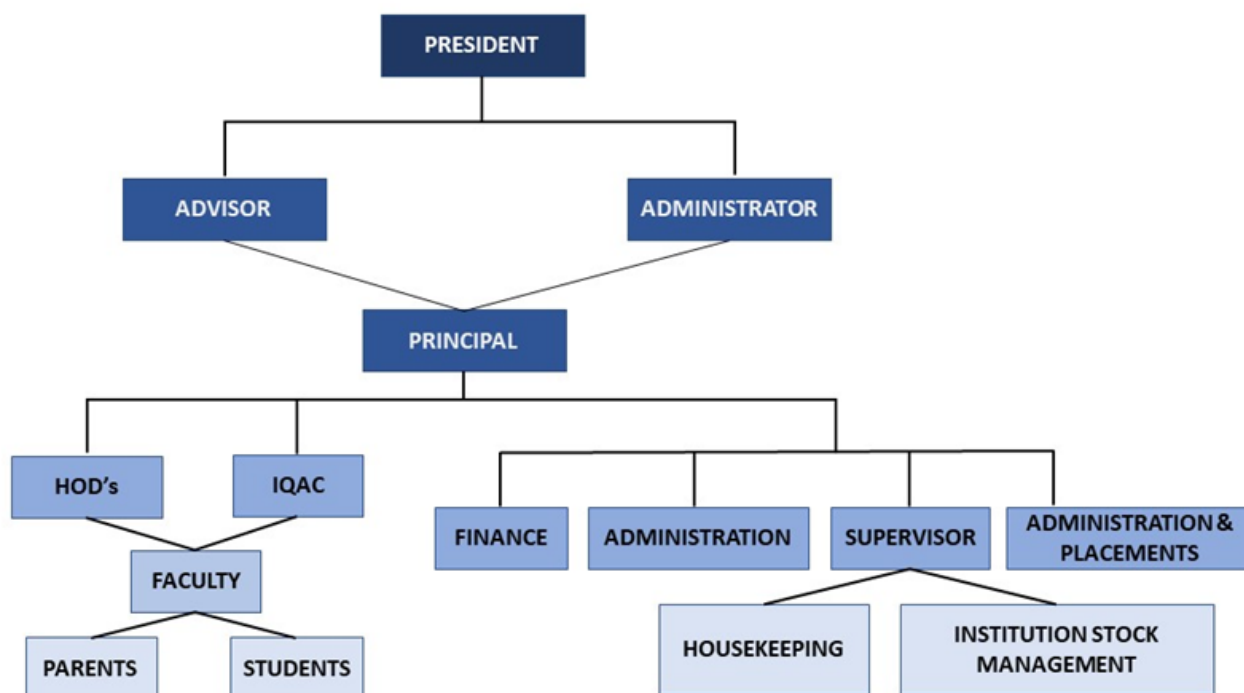 PRESIDENT
ADVISOR
ADMINISTRATOR
PRINCIPAL
HOD's
IQAC
FINANCE
ADMINISTRATION
SUPERVISOR
ADMINISTRATION &
PLACEMENTS
FACULTY
PARENTS
STUDENTS
HOUSEKEEPING
INSTITUTION STOCK
MANAGEMENT